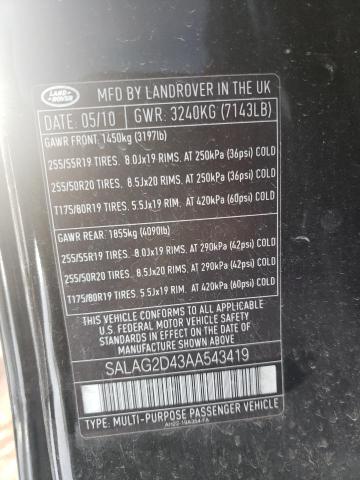 LAND
ROVER
MFD BY LANDROVER IN THE UK
DATE: 05/10 GWR: 3240KG (7143LB)
GAWR FRONT: 1450kg (3197lb)
255/55R19 TIRES. 8.0Jx19 RIMS. AT 250kPa (36psi) COLD
255/50R20 TIRES. 8.5Jx20 RIMS. AT 250kPa (36psi) COLD
T175/80R19 TIRES. 5.5Jx19 RIM. AT 420kPa (60psi) COLD
GAWR REAR: 1855kg (4090lb)
255/55R19 TIRES. 8.0Jx19 RIMS. AT 290kPa (42psi) COLD
255/50R20 TIRES. 8.5Jx20 RIMS. AT 290kPa (42psi) COLD
T175/80R19 TIRES. 5.5Jx19 RIM. AT 420kPa (60psi) COLD
THIS VEHICLE CONFORMS TO ALL APPLICABLE
U.S. FEDERAL MOTOR VEHICLE SAFETY
STANDARDS IN EFFECT ON THE DATE OF
MANUFACTURE SHOWN ABOVE.
SALAG2D43AA543419
TYPE: MULTI-PURPOSE PASSENGER VEHICLE